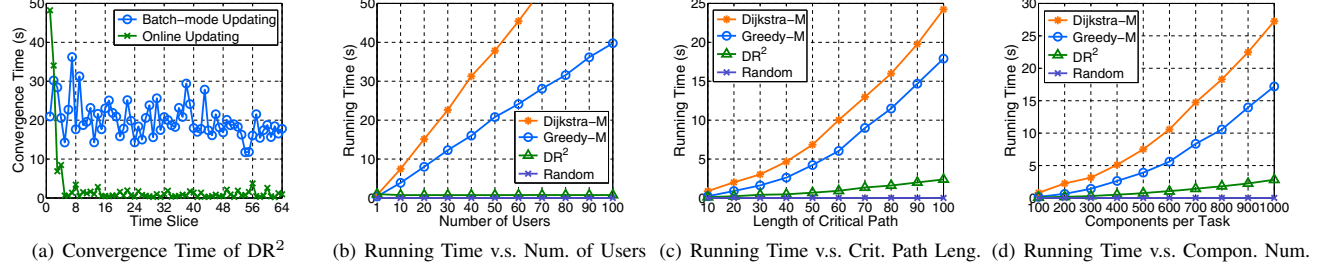 Convergence Time (s)
50
40
30
20
10
0
0 8 16 24 32 40 48 56 64
Time Slice
Batch-mode Updating
Online Updating
(a) Convergence Time of DR²
Running Time (s)
50
40
30
20
10
0
1 10 20 30 40 50 60 70 80 90 100
Number of Users
Dijkstra-M
Greedy-M
DR²
Random
(b) Running Time v.s. Num. of Users
Running Time (s)
25
20
15
10
5
0
10 20 30 40 50 60 70 80 90 100
Length of Critical Path
Dijkstra-M
Greedy-M
DR²
Random
(c) Running Time v.s. Crit. Path Leng.
Running Time (s)
30
25
20
15
10
5
0
100 200 300 400 500 600 700 800 900 1000
Components per Task
Dijkstra-M
Greedy-M
DR²
Random
(d) Running Time v.s. Compon. Num.